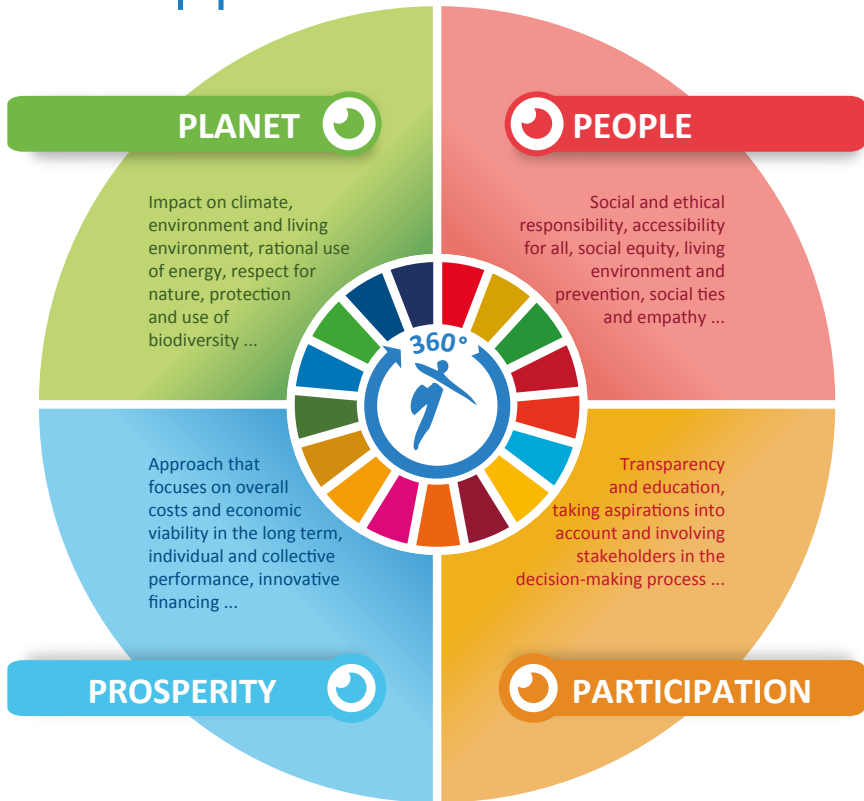 PLANET
Impact on climate,
environment and living
environment, rational use
of energy, respect for
nature, protection
and use of
biodiversity ...
PEOPLE
Social and ethical
responsibility, accessibility
for all, social equity, living
environment and
prevention, social ties
and empathy ...
360°
Approach that
focuses on overall
costs and economic
viability in the long term,
individual and collective
performance, innovative
financing ...
PROSPERITY
Transparency
and education,
taking aspirations into
account and involving
stakeholders in the
decision-making process ...
PARTICIPATION